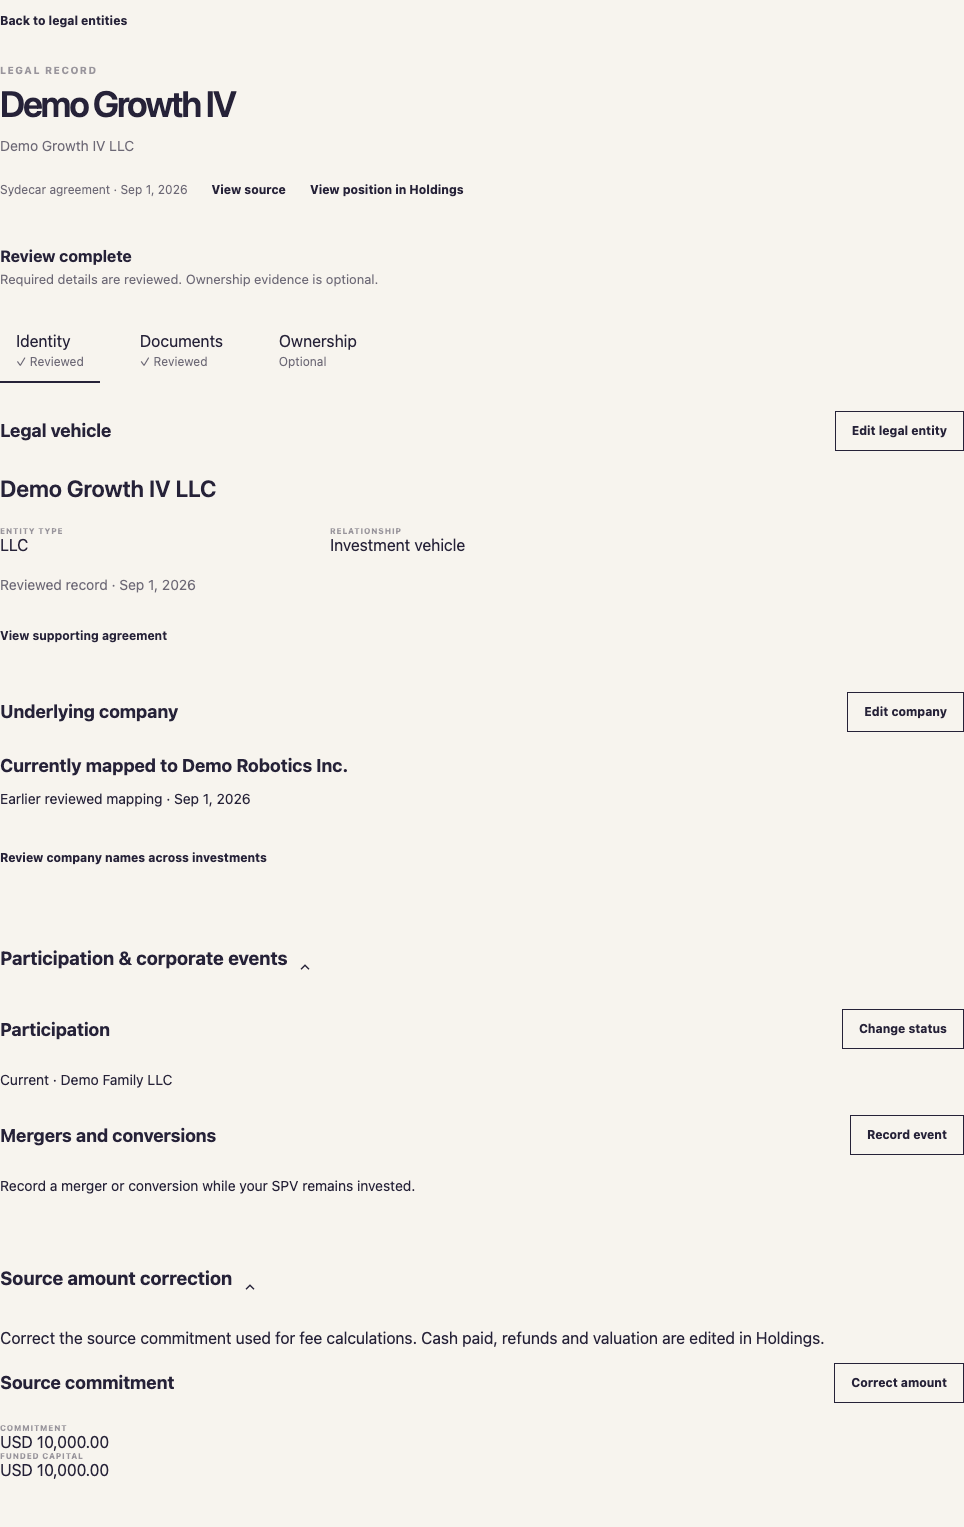 Back to legal entities
LEGAL RECORD
Demo Growth IV
Demo Growth IV LLC
Sydecar agreement · Sep 1, 2026 View source View position in Holdings
Review complete
Required details are reviewed. Ownership evidence is optional.
Identity Documents Ownership
✓ Reviewed ✓ Reviewed Optional
Legal vehicle Edit legal entity
Demo Growth IV LLC
ENTITY TYPE RELATIONSHIP
LLC Investment vehicle
Reviewed record · Sep 1, 2026
View supporting agreement
Underlying company Edit company
Currently mapped to Demo Robotics Inc.
Earlier reviewed mapping · Sep 1, 2026
Review company names across investments
Participation & corporate events
Participation Change status
Current · Demo Family LLC
Mergers and conversions Record event
Record a merger or conversion while your SPV remains invested.
Source amount correction
Correct the source commitment used for fee calculations. Cash paid, refunds and valuation are edited in Holdings.
Source commitment Correct amount
COMMITMENT
USD 10,000.00
FUNDED CAPITAL
USD 10,000.00